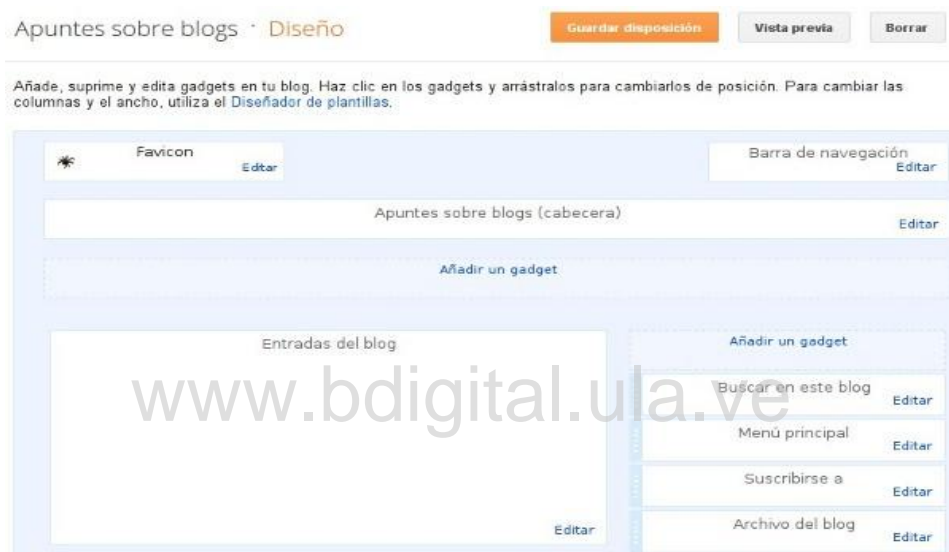 Apuntes sobre blogs · Diseño
Guardar disposición
Vista previa
Borrar
Añade, suprime y edita gadgets en tu blog. Haz clic en los gadgets y arrástralos para cambiarlos de posición. Para cambiar las
columnas y el ancho, utiliza el Diseñador de plantillas.
Favicon
Edtar
Barra de navegación
Editar
Apuntes sobre blogs (cabecera)
Editar
Añadir un gadget
Entradas del blog
Editar
Añadir un gadget
Buscar en este blog
Editar
Menú principal
Editar
Suscribirse a
Editar
Archivo del blog
Editar
www.bdigital.ula.ve